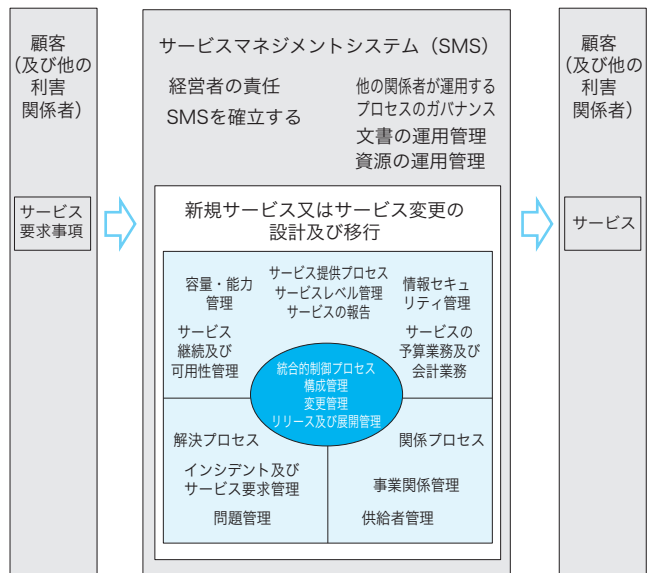 顧客
(及び他の
利害
関係者)
サービス
要求事項
サービスマネジメントシステム（SMS）
経営者の責任
SMSを確立する
他の関係者が運用する
プロセスのガバナンス
文書の運用管理
資源の運用管理
新規サービス又はサービス変更の
設計及び移行
容量・能力
管理
サービス
継続及び
可用性管理
サービス提供プロセス
サービスレベル管理
サービスの報告
情報セキュ
リティ管理
サービスの
予算業務及び
会計業務
統合的制御プロセス
構成管理
変更管理
リリース及び展開管理
解決プロセス
インシデント及び
サービス要求管理
問題管理
関係プロセス
事業関係管理
供給者管理
顧客
(及び他の
利害
関係者)
サービス